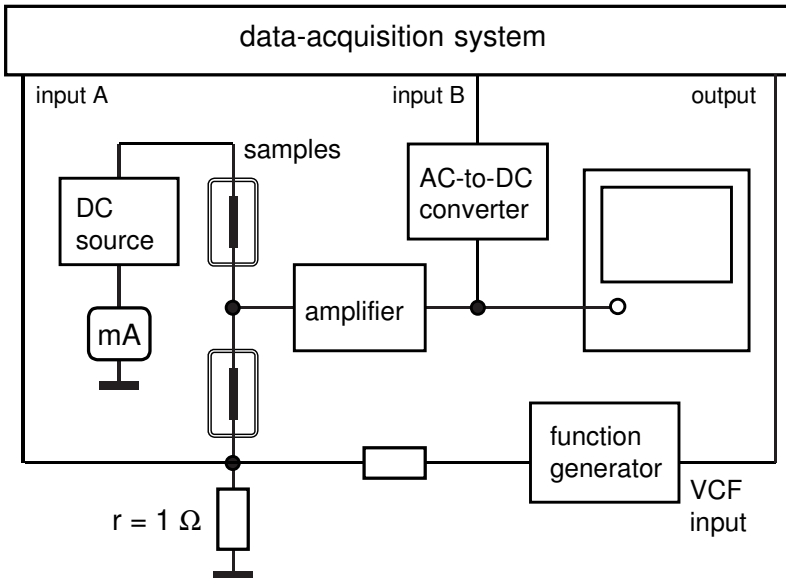 data-acquisition system
input A
input B
output
samples
DC
source
AC-to-DC
converter
mA
amplifier
function
generator
VCF
input
r = 1 Ω